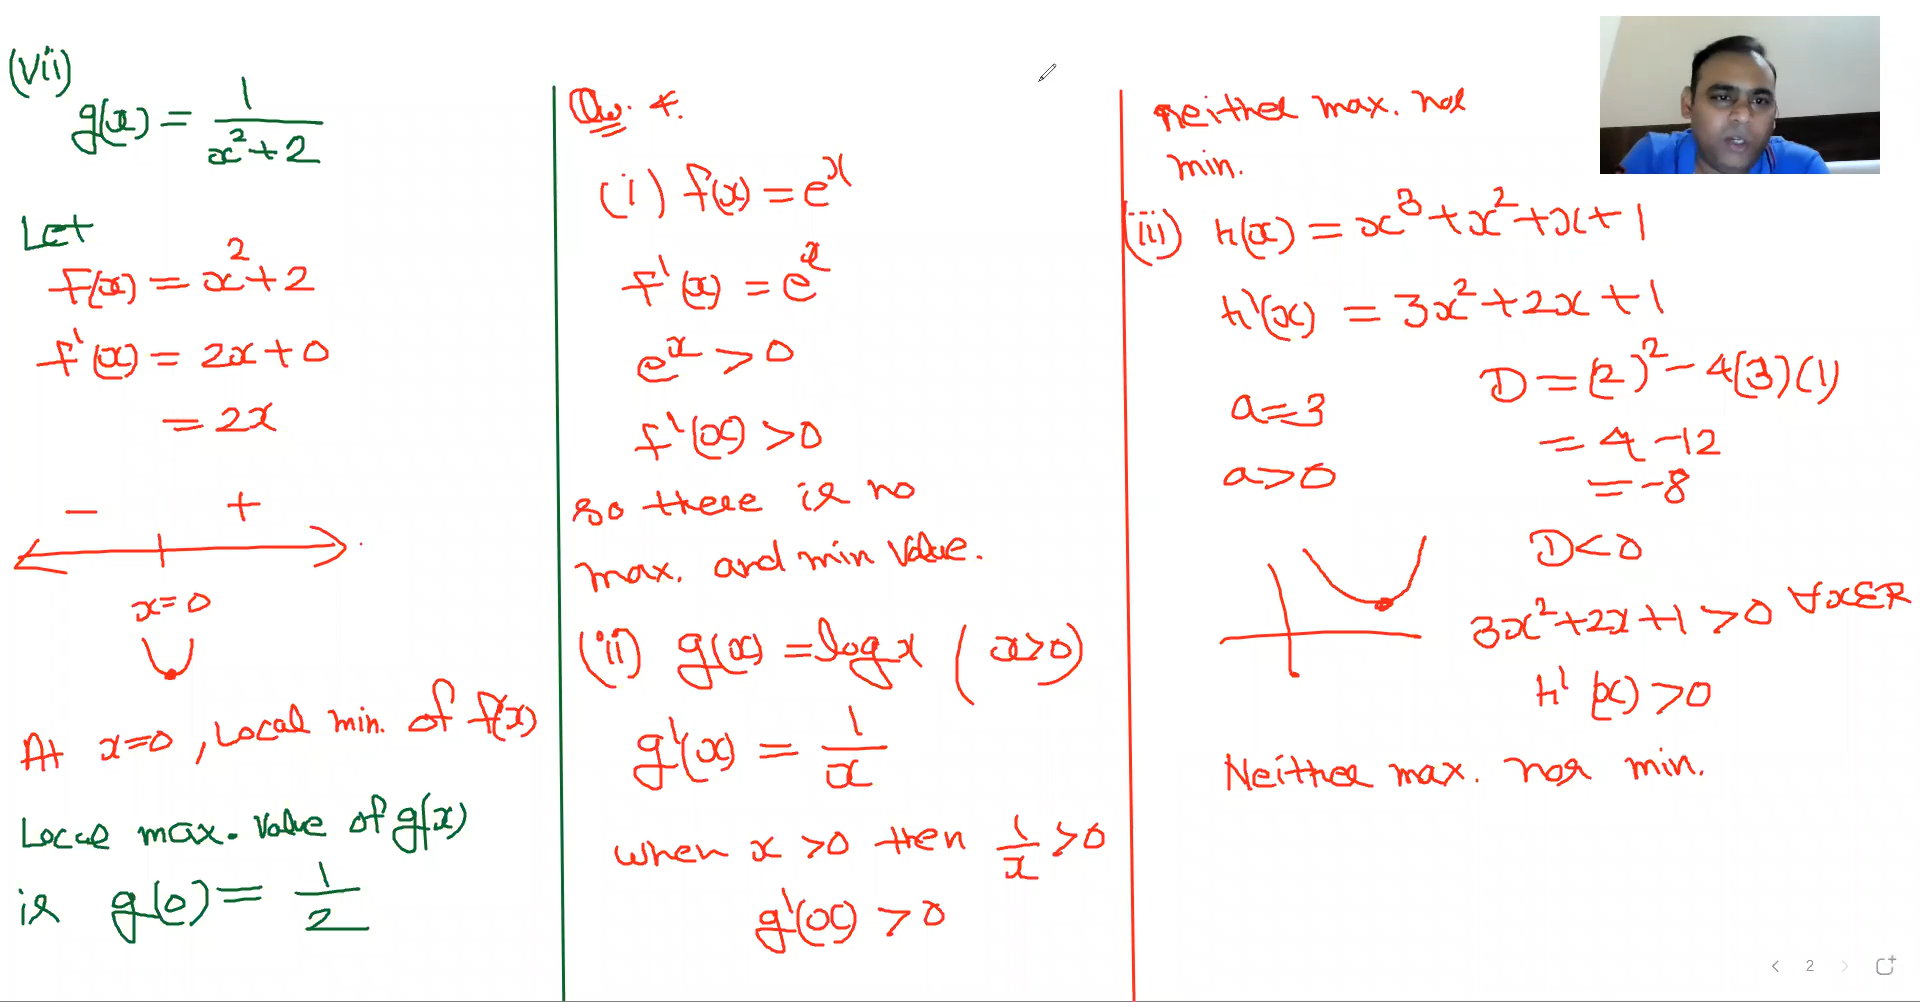 (vii)
g(x) = 1/(x²+2)
Let
f(x) = x²+2
f'(x) = 2x+0
= 2x
− +
x=0
At x=0, Local min. of f(x)
Local max. value of g(x)
is g(0) = 1/2
Qu. 4.
(i) f(x) = eˣ
f'(x) = eˣ
eˣ > 0
f'(x) > 0
so there is no
max. and min value.
(ii) g(x) = log x (x>0)
g'(x) = 1/x
when x >0 then 1/x >0
g'(x) > 0
neither max. nor
min.
(iii) h(x) = x³+x²+x+1
h'(x) = 3x²+2x+1
a=3
a>0
D = (2)²−4(3)(1)
= 4−12
= −8
D<0
3x²+2x+1 >0 ∀x∈R
h'(x) >0
Neither max. nor min.
2